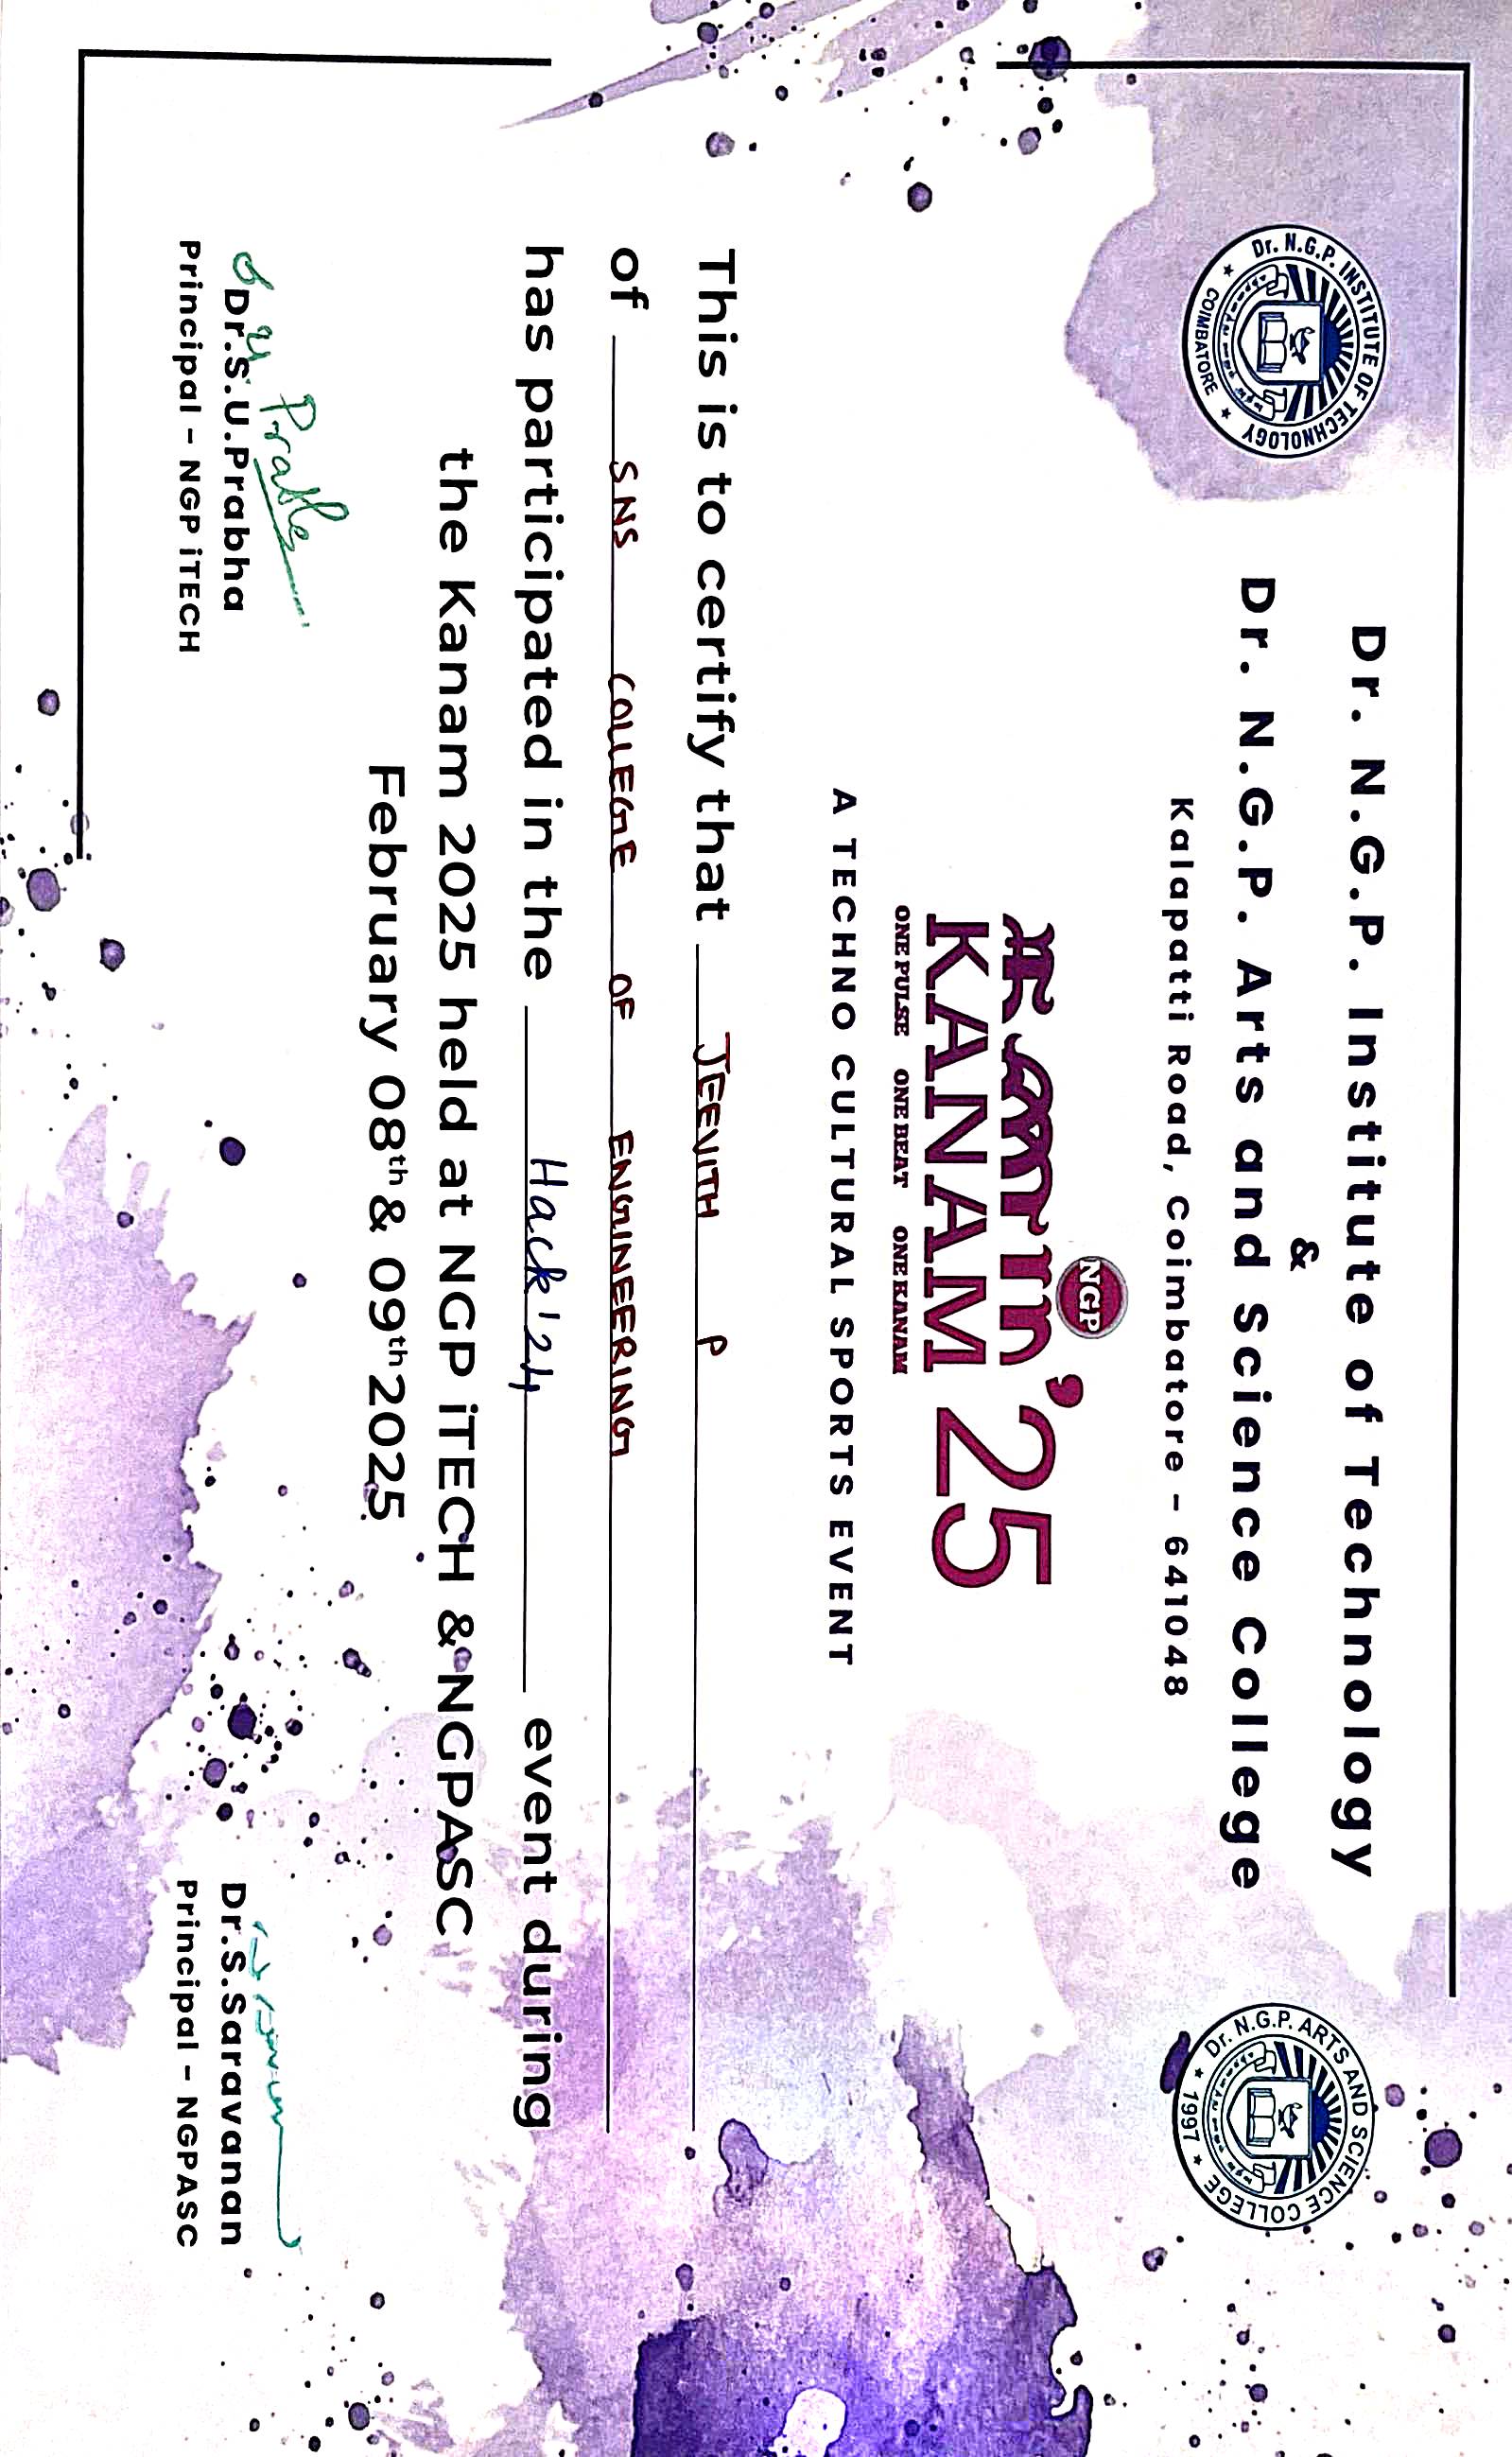 Dr. N.G.P. Institute of Technology
&
Dr. N.G.P. Arts and Science College
Kalapatti Road, Coimbatore - 641048
Dr. N.G.P. INSTITUTE OF TECHNOLOGY
COIMBATORE
Dr. N.G.P. ARTS AND SCIENCE COLLEGE
1997
NGP
கணம்'25
KANAM
ONE PULSE ONE BEAT ONE KANAM
A TECHNO CULTURAL SPORTS EVENT
This is to certify that JEEVITH P
of SNS COLLEGE OF ENGINEERING
has participated in the Hack'24 event during
the Kanam 2025 held at NGP iTECH & NGPASC
February 08th & 09th 2025
S.U. Prabha
Dr.S.U.Prabha
Principal - NGP iTECH
Dr.S.Saravanan
Principal - NGPASC